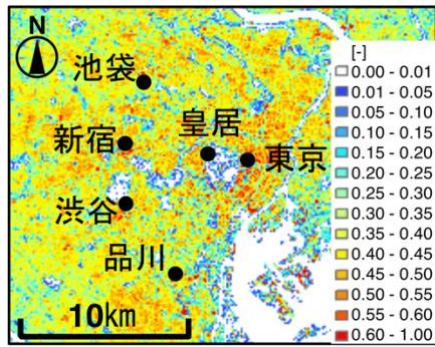 N
池袋
新宿
皇居
東京
渋谷
品川
10km
[-]
0.00 - 0.01
0.01 - 0.05
0.05 - 0.10
0.10 - 0.15
0.15 - 0.20
0.20 - 0.25
0.25 - 0.30
0.30 - 0.35
0.35 - 0.40
0.40 - 0.45
0.45 - 0.50
0.50 - 0.55
0.55 - 0.60
0.60 - 1.00